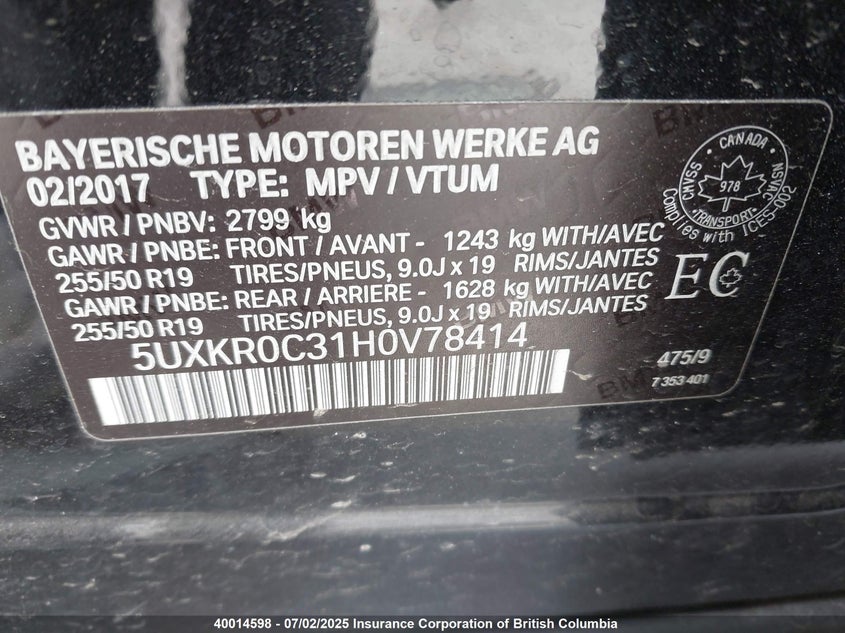 BAYERISCHE MOTOREN WERKE AG
02/2017 TYPE: MPV / VTUM
GVWR / PNBV: 2799 kg
GAWR / PNBE: FRONT / AVANT - 1243 kg WITH/AVEC
255/50 R19 TIRES/PNEUS, 9.0J x 19 RIMS/JANTES
GAWR / PNBE: REAR / ARRIERE - 1628 kg WITH/AVEC
255/50 R19 TIRES/PNEUS, 9.0J x 19 RIMS/JANTES
5UXKR0C31H0V78414
CANADA
CMVSS 978 NSVAC
TRANSPORT
Complies with ICES-002
EC
475/9
7 353 401
BMW
40014598 - 07/02/2025 Insurance Corporation of British Columbia